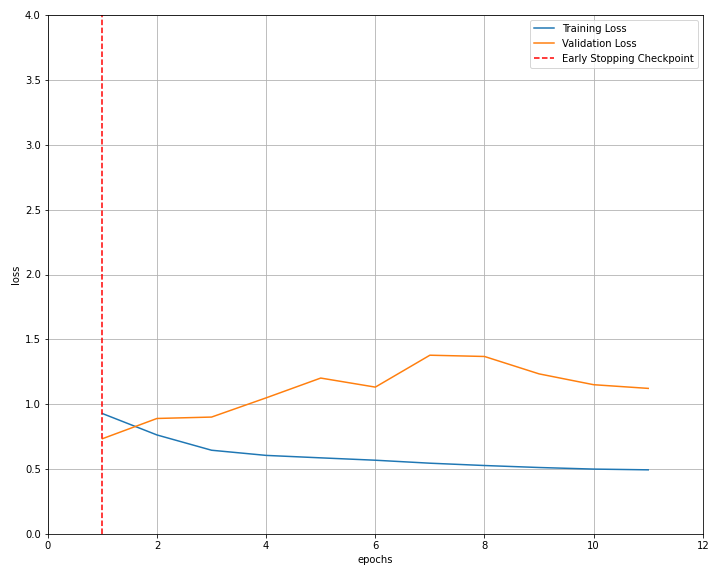 4.0
3.5
3.0
2.5
2.0
1.5
1.0
0.5
0.0
loss
0 2 4 6 8 10 12
epochs
Training Loss
Validation Loss
Early Stopping Checkpoint